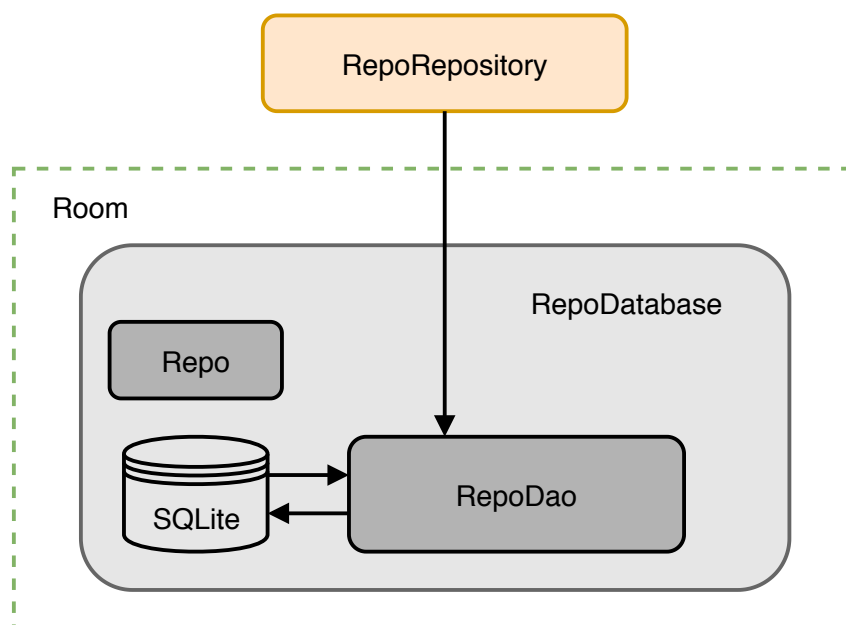 RepoRepository
Room
RepoDatabase
Repo
SQLite
RepoDao